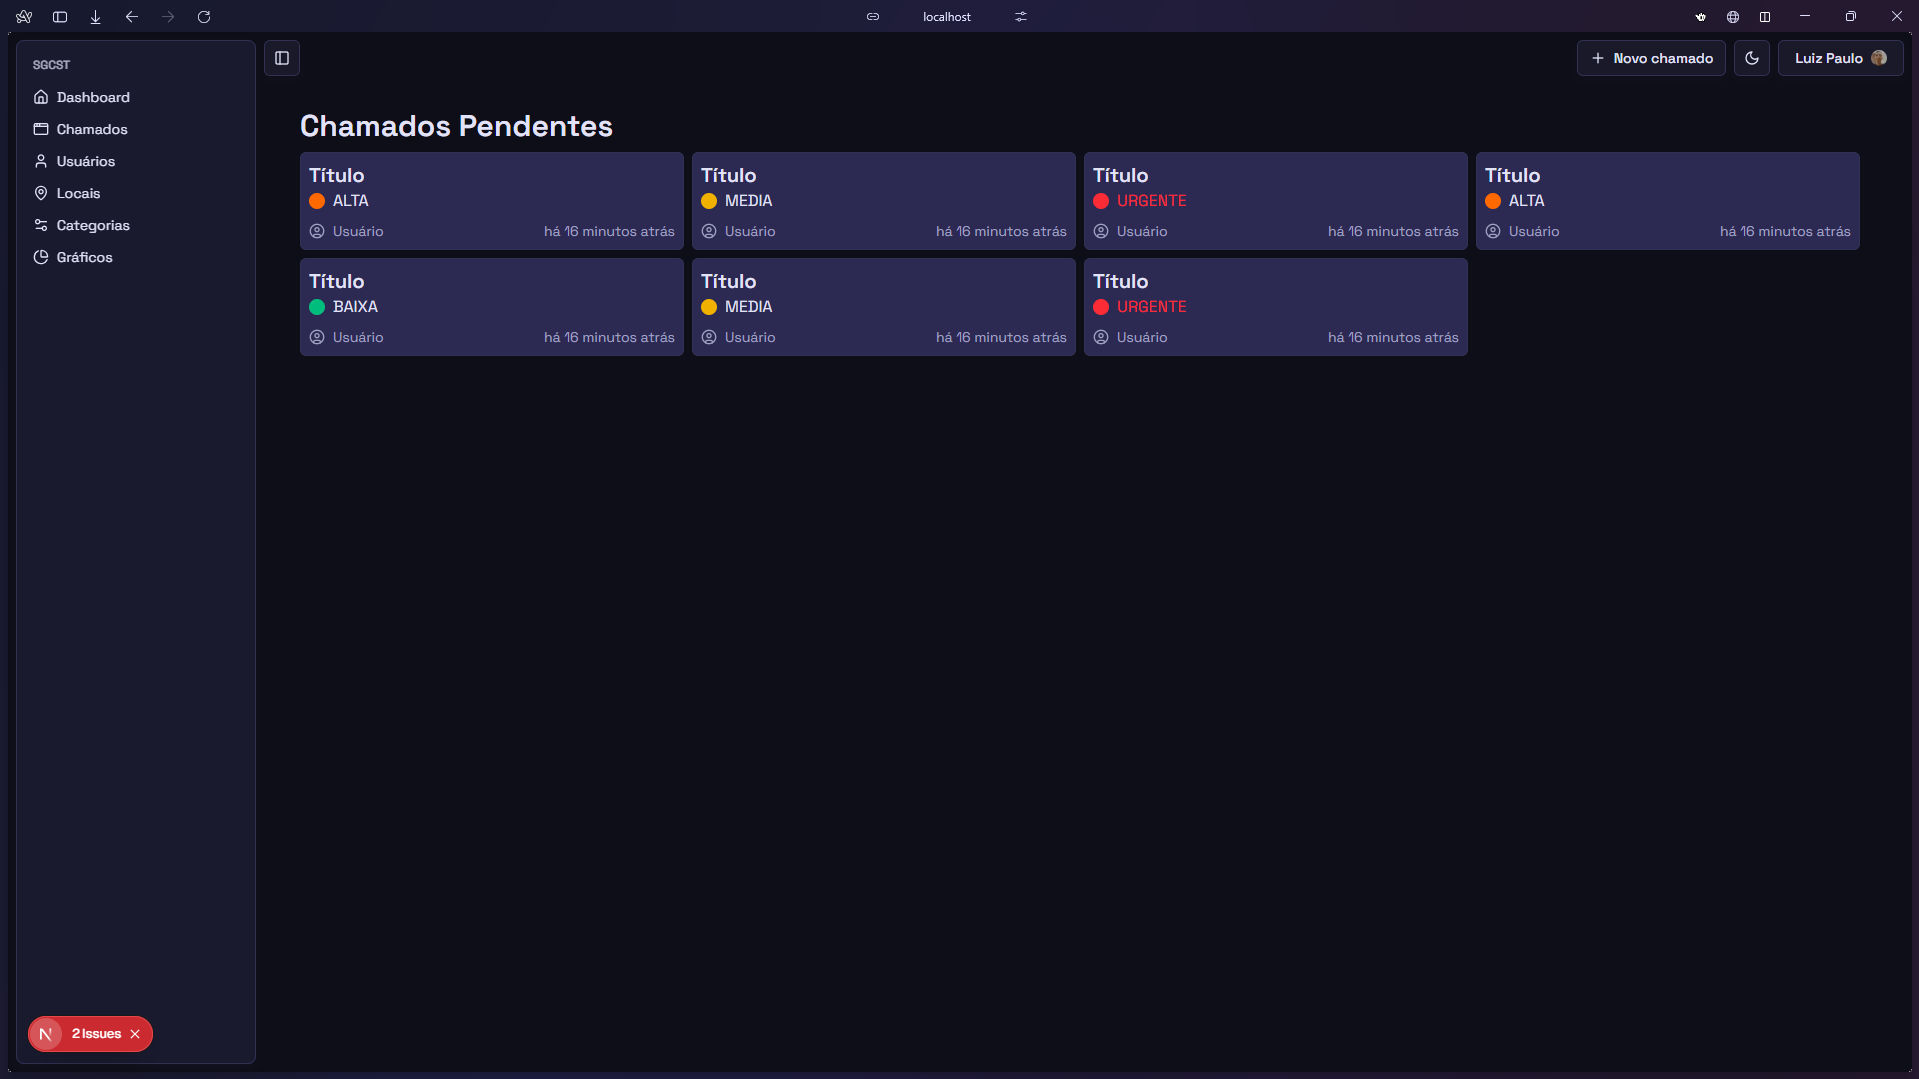 localhost
SGCST
Dashboard
Chamados
Usuários
Locais
Categorias
Gráficos
Novo chamado
Luiz Paulo
Chamados Pendentes
Título
ALTA
Usuário há 16 minutos atrás
Título
MEDIA
Usuário há 16 minutos atrás
Título
URGENTE
Usuário há 16 minutos atrás
Título
ALTA
Usuário há 16 minutos atrás
Título
BAIXA
Usuário há 16 minutos atrás
Título
MEDIA
Usuário há 16 minutos atrás
Título
URGENTE
Usuário há 16 minutos atrás
N 2 Issues